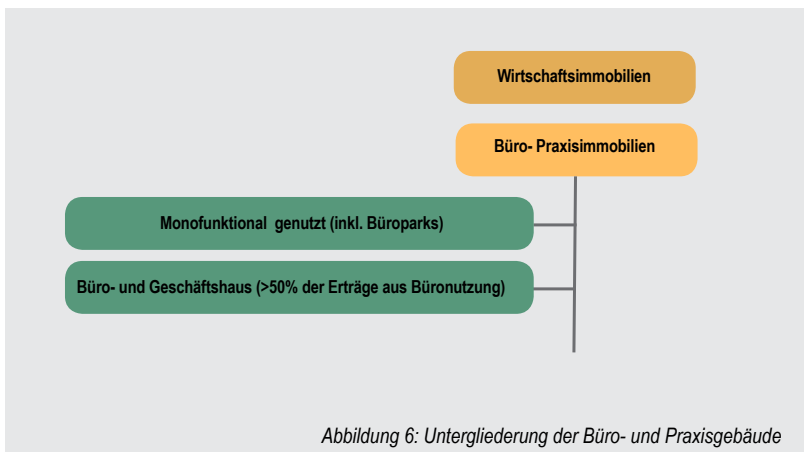 Wirtschaftsimmobilien
Büro- Praxisimmobilien
Monofunktional genutzt (inkl. Büroparks)
Büro- und Geschäftshaus (>50% der Erträge aus Büronutzung)
Abbildung 6: Untergliederung der Büro- und Praxisgebäude